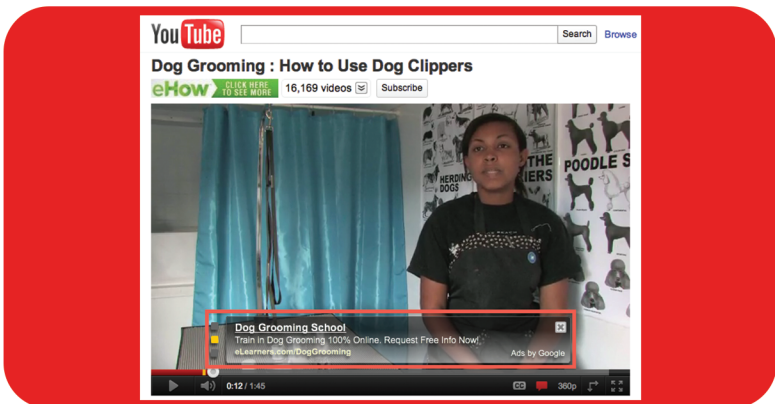 YouTube
Search Browse
Dog Grooming : How to Use Dog Clippers
eHow CLICK HERE TO SEE MORE 16,169 videos Subscribe
HERDING DOGS
THE
IERS
POODLE S
Dog Grooming School
Train in Dog Grooming 100% Online. Request Free Info Now!
eLearners.com/DogGrooming Ads by Google
0:12 / 1:45 CC 360p